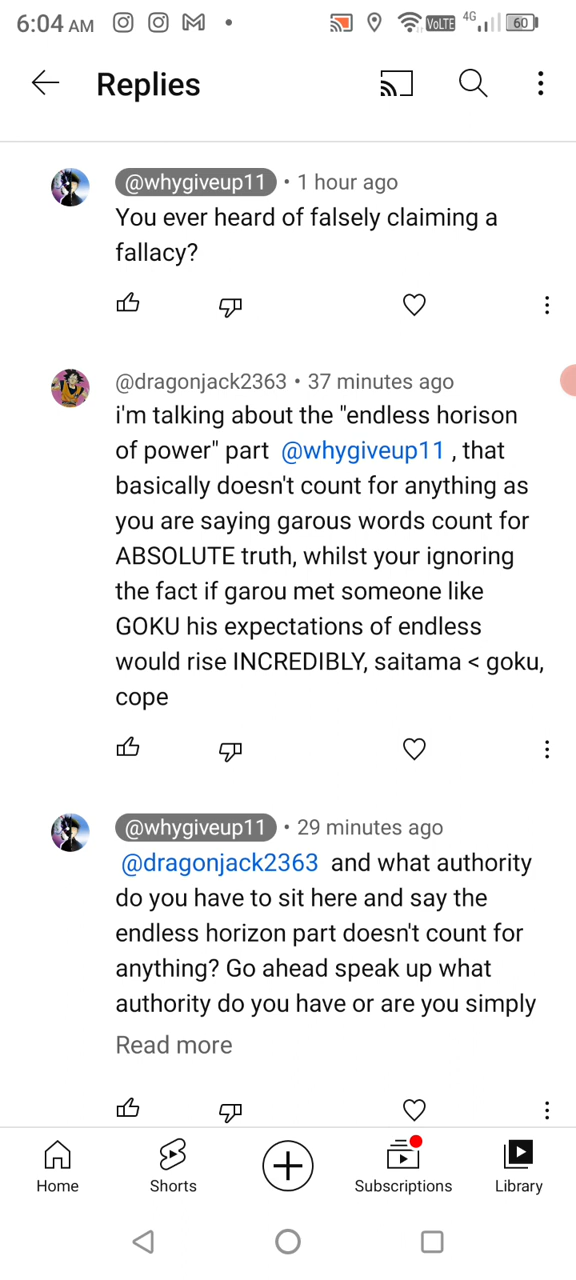 6:04 AM
VoLTE 4G 60
Replies
@whygiveup11 • 1 hour ago
You ever heard of falsely claiming a
fallacy?
@dragonjack2363 • 37 minutes ago
i'm talking about the "endless horison
of power" part @whygiveup11 , that
basically doesn't count for anything as
you are saying garous words count for
ABSOLUTE truth, whilst your ignoring
the fact if garou met someone like
GOKU his expectations of endless
would rise INCREDIBLY, saitama < goku,
cope
@whygiveup11 • 29 minutes ago
@dragonjack2363 and what authority
do you have to sit here and say the
endless horizon part doesn't count for
anything? Go ahead speak up what
authority do you have or are you simply
Read more
Home Shorts Subscriptions Library